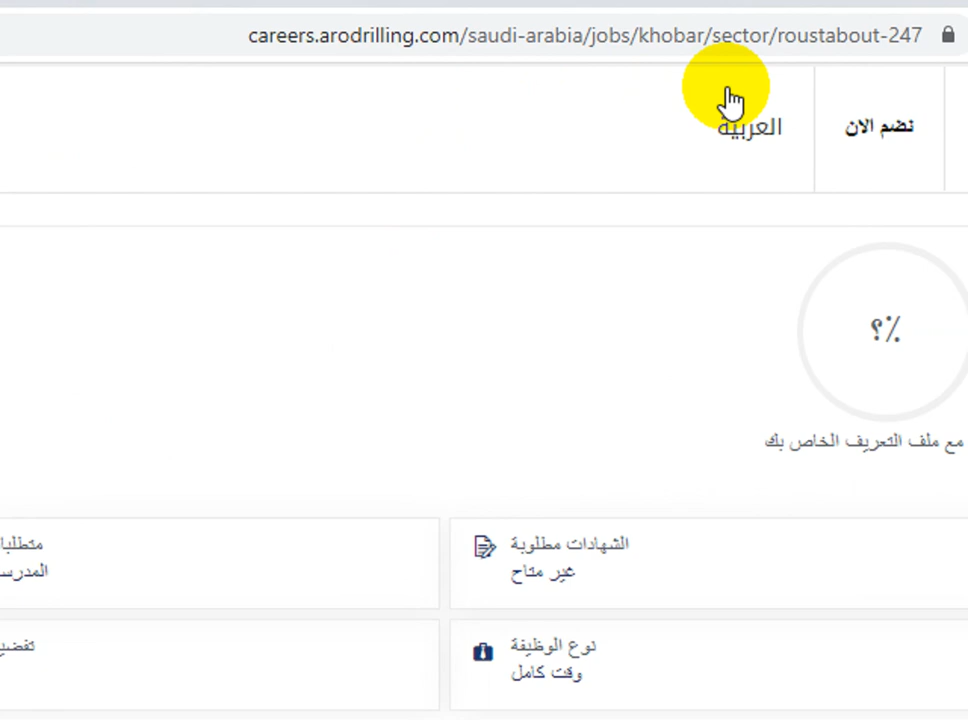 careers.arodrilling.com/saudi-arabia/jobs/khobar/sector/roustabout-247
نضم الان
العربية
؟٪
مع ملف التعريف الخاص بك
الشهادات مطلوبة
غير متاح
نوع الوظيفة
وقت كامل